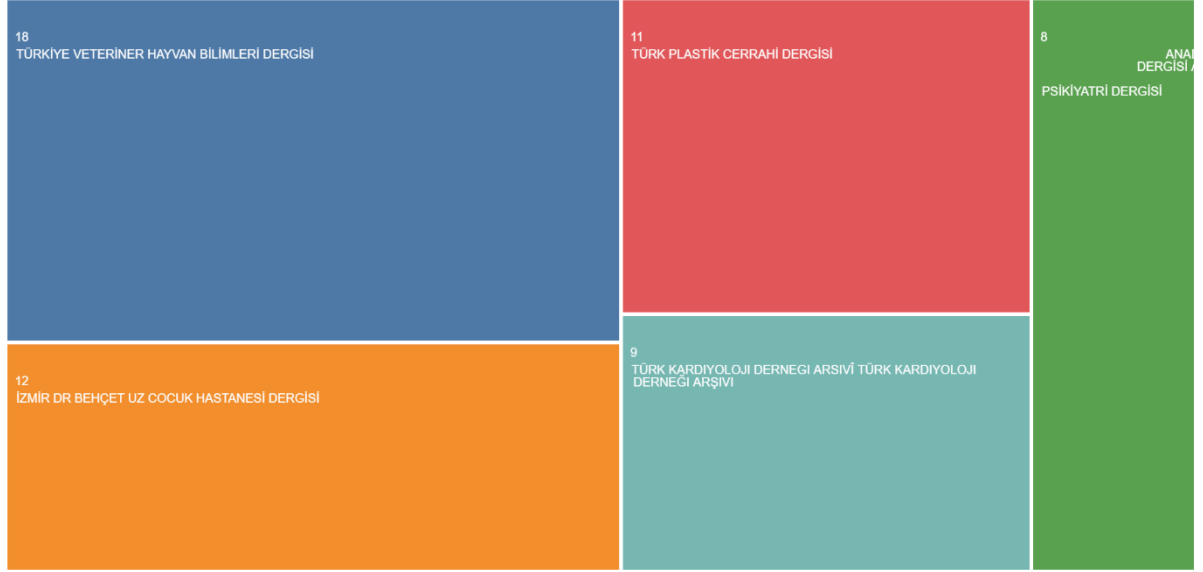 18
TÜRKİYE VETERİNER HAYVAN BİLİMLERİ DERGİSİ
12
İZMİR DR BEHÇET UZ COCUK HASTANESİ DERGİSİ
11
TÜRK PLASTİK CERRAHİ DERGİSİ
9
TÜRK KARDIYOLOJI DERNEGI ARSIVİ TÜRK KARDIYOLOJI
DERNEĞI ARŞIVI
8
DERGİSİ
PSİKİYATRİ DERGİSİ